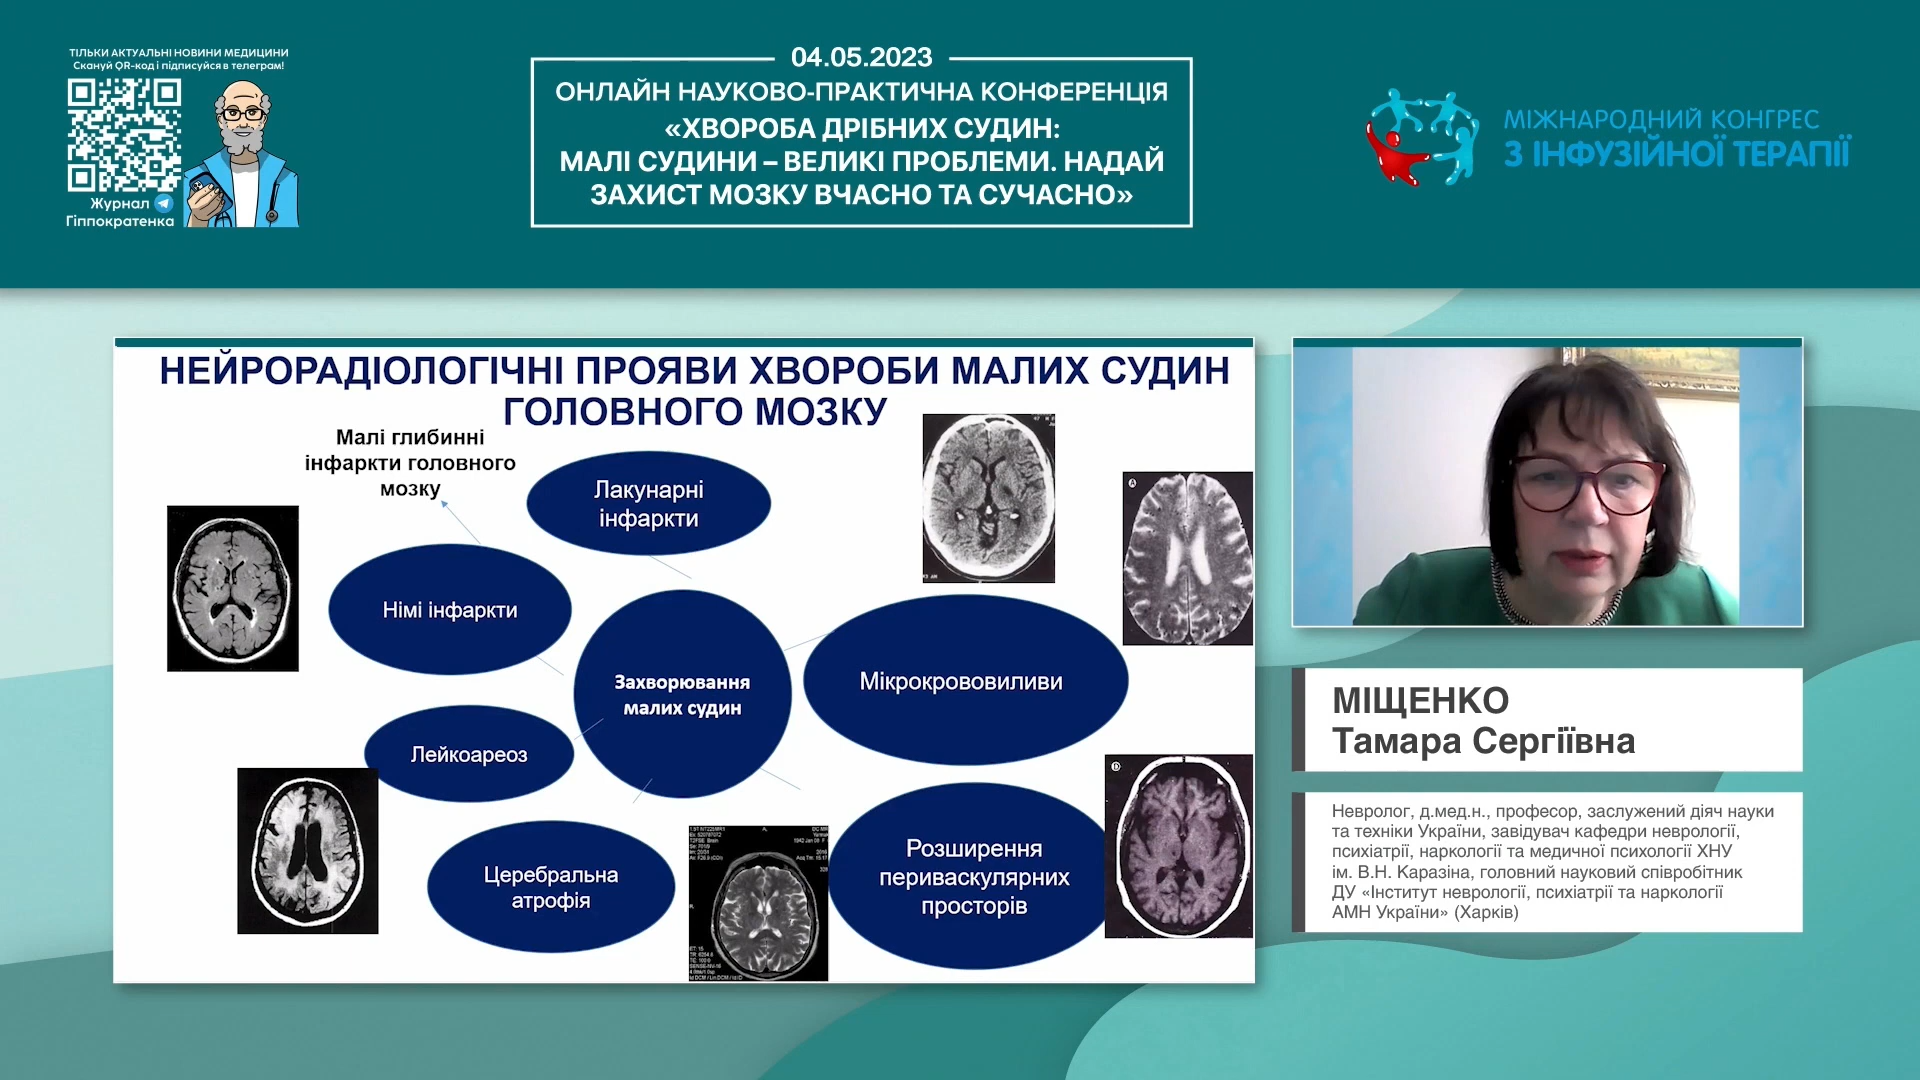 ТІЛЬКИ АКТУАЛЬНІ НОВИНИ МЕДИЦИНИ
Скануй QR-код і підписуйся в телеграм!
Журнал
Гіппократенка
04.05.2023
ОНЛАЙН НАУКОВО-ПРАКТИЧНА КОНФЕРЕНЦІЯ
«ХВОРОБА ДРІБНИХ СУДИН:
МАЛІ СУДИНИ – ВЕЛИКІ ПРОБЛЕМИ. НАДАЙ
ЗАХИСТ МОЗКУ ВЧАСНО ТА СУЧАСНО»
МІЖНАРОДНИЙ КОНГРЕС
З ІНФУЗІЙНОЇ ТЕРАПІЇ
НЕЙРОРАДІОЛОГІЧНІ ПРОЯВИ ХВОРОБИ МАЛИХ СУДИН
ГОЛОВНОГО МОЗКУ
Малі глибинні
інфаркти головного
мозку
Лакунарні
інфаркти
Німі інфаркти
Захворювання
малих судин
Мікрокрововиливи
Лейкоареоз
Церебральна
атрофія
Розширення
периваскулярних
просторів
A
D
МІЩЕНКО
Тамара Сергіївна
Невролог, д.мед.н., професор, заслужений діяч науки
та техніки України, завідувач кафедри неврології,
психіатрії, наркології та медичної психології ХНУ
ім. В.Н. Каразіна, головний науковий співробітник
ДУ «Інститут неврології, психіатрії та наркології
АМН України» (Харків)